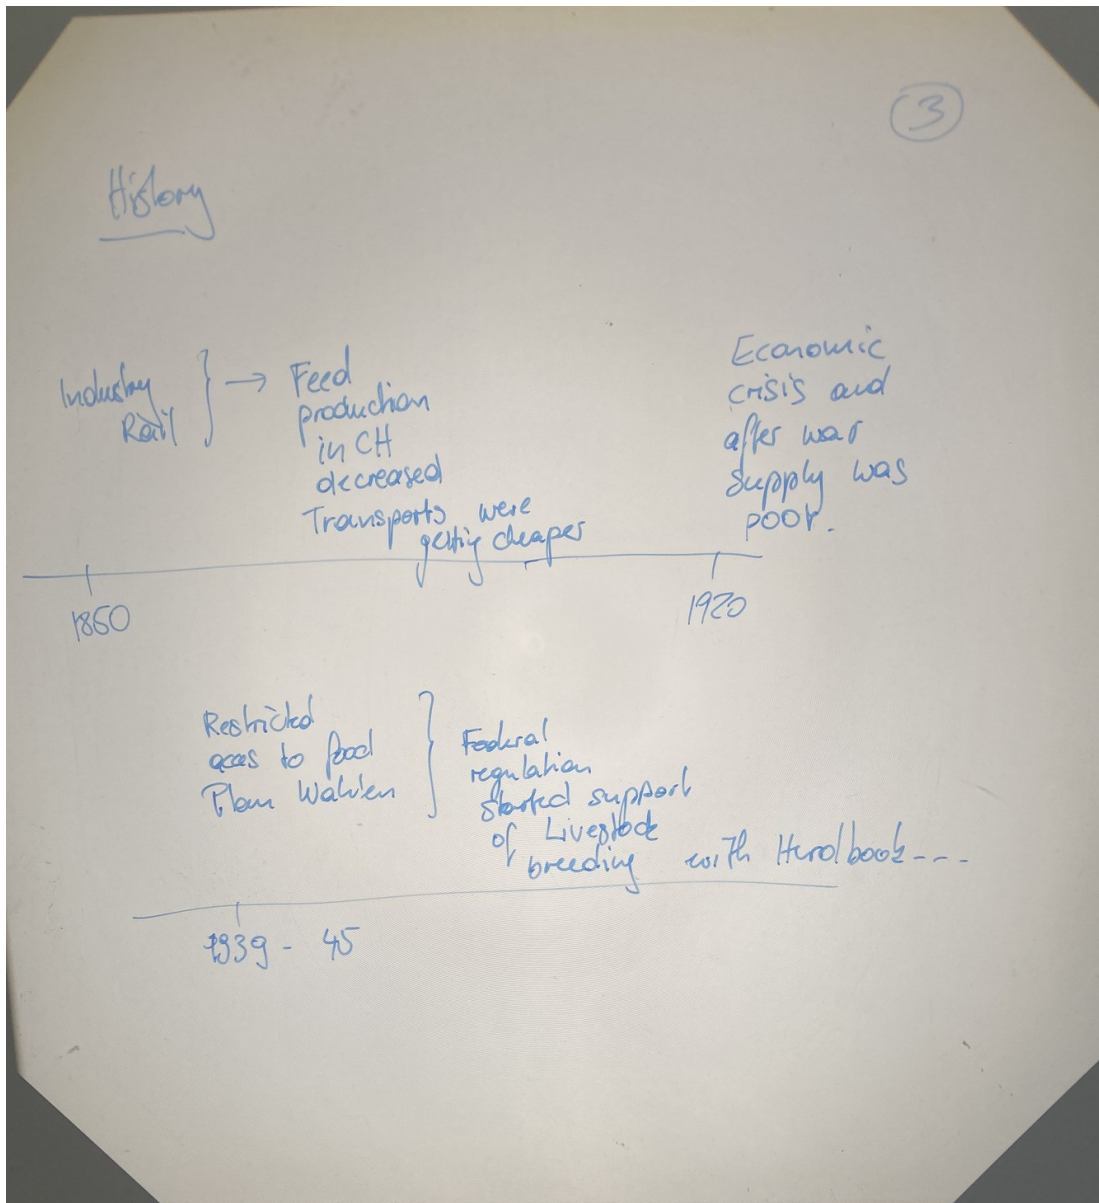 3
History
Industry
Rail
→ Feed
production
in CH
decreased
Transports were
getting cheaper
Economic
crisis and
after war
supply was
poor.
1850
1920
Restricted
acces to food
Plan Wahlen
Federal
regulation
started support
of Livestock
breeding with Herdbook---
1939 - 45